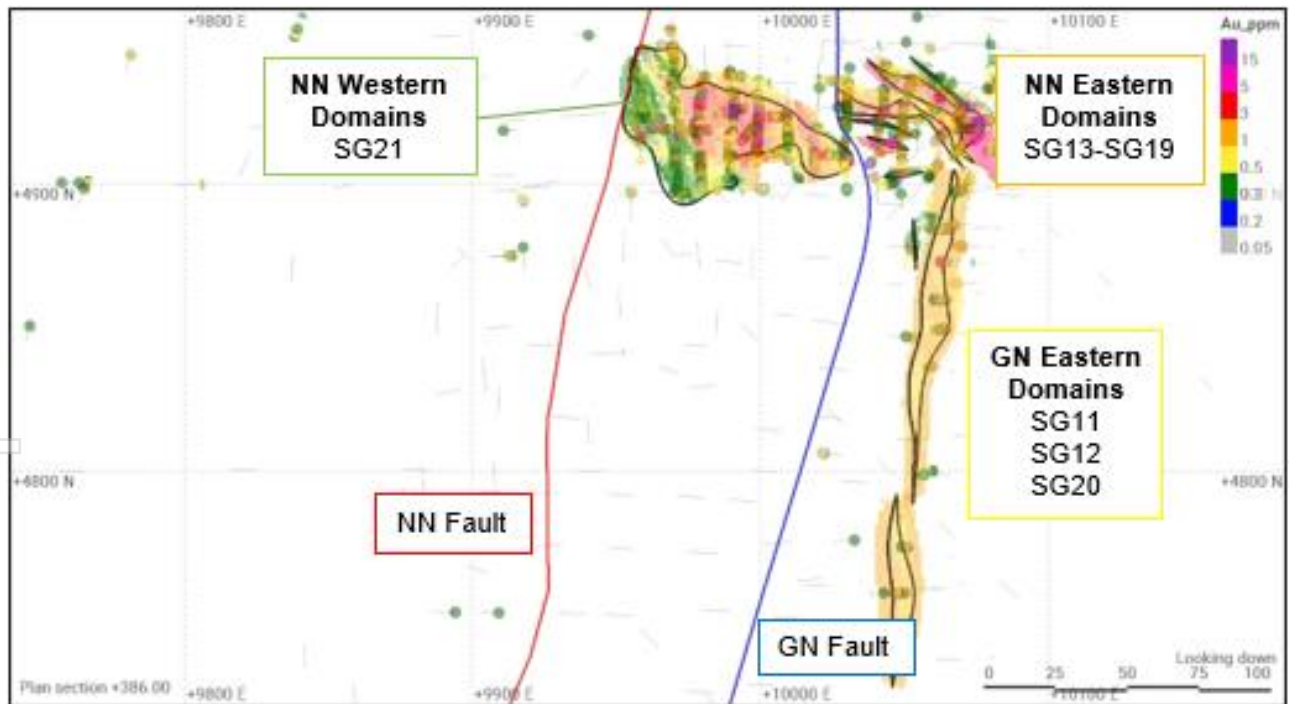 +9800 E
+9900 E
+10000 E
+10100 E
Au_ppm
15
5
3
1
0.5
0.3
0.2
0.05
NN Western
Domains
SG21
NN Eastern
Domains
SG13-SG19
+4900 N
GN Eastern
Domains
SG11
SG12
SG20
+4800 N
+4800 N
NN Fault
GN Fault
Looking down
0 25 50 75 100
Plan section +386.00
+9800 E
+9900 E
+10000 E
+10100 E